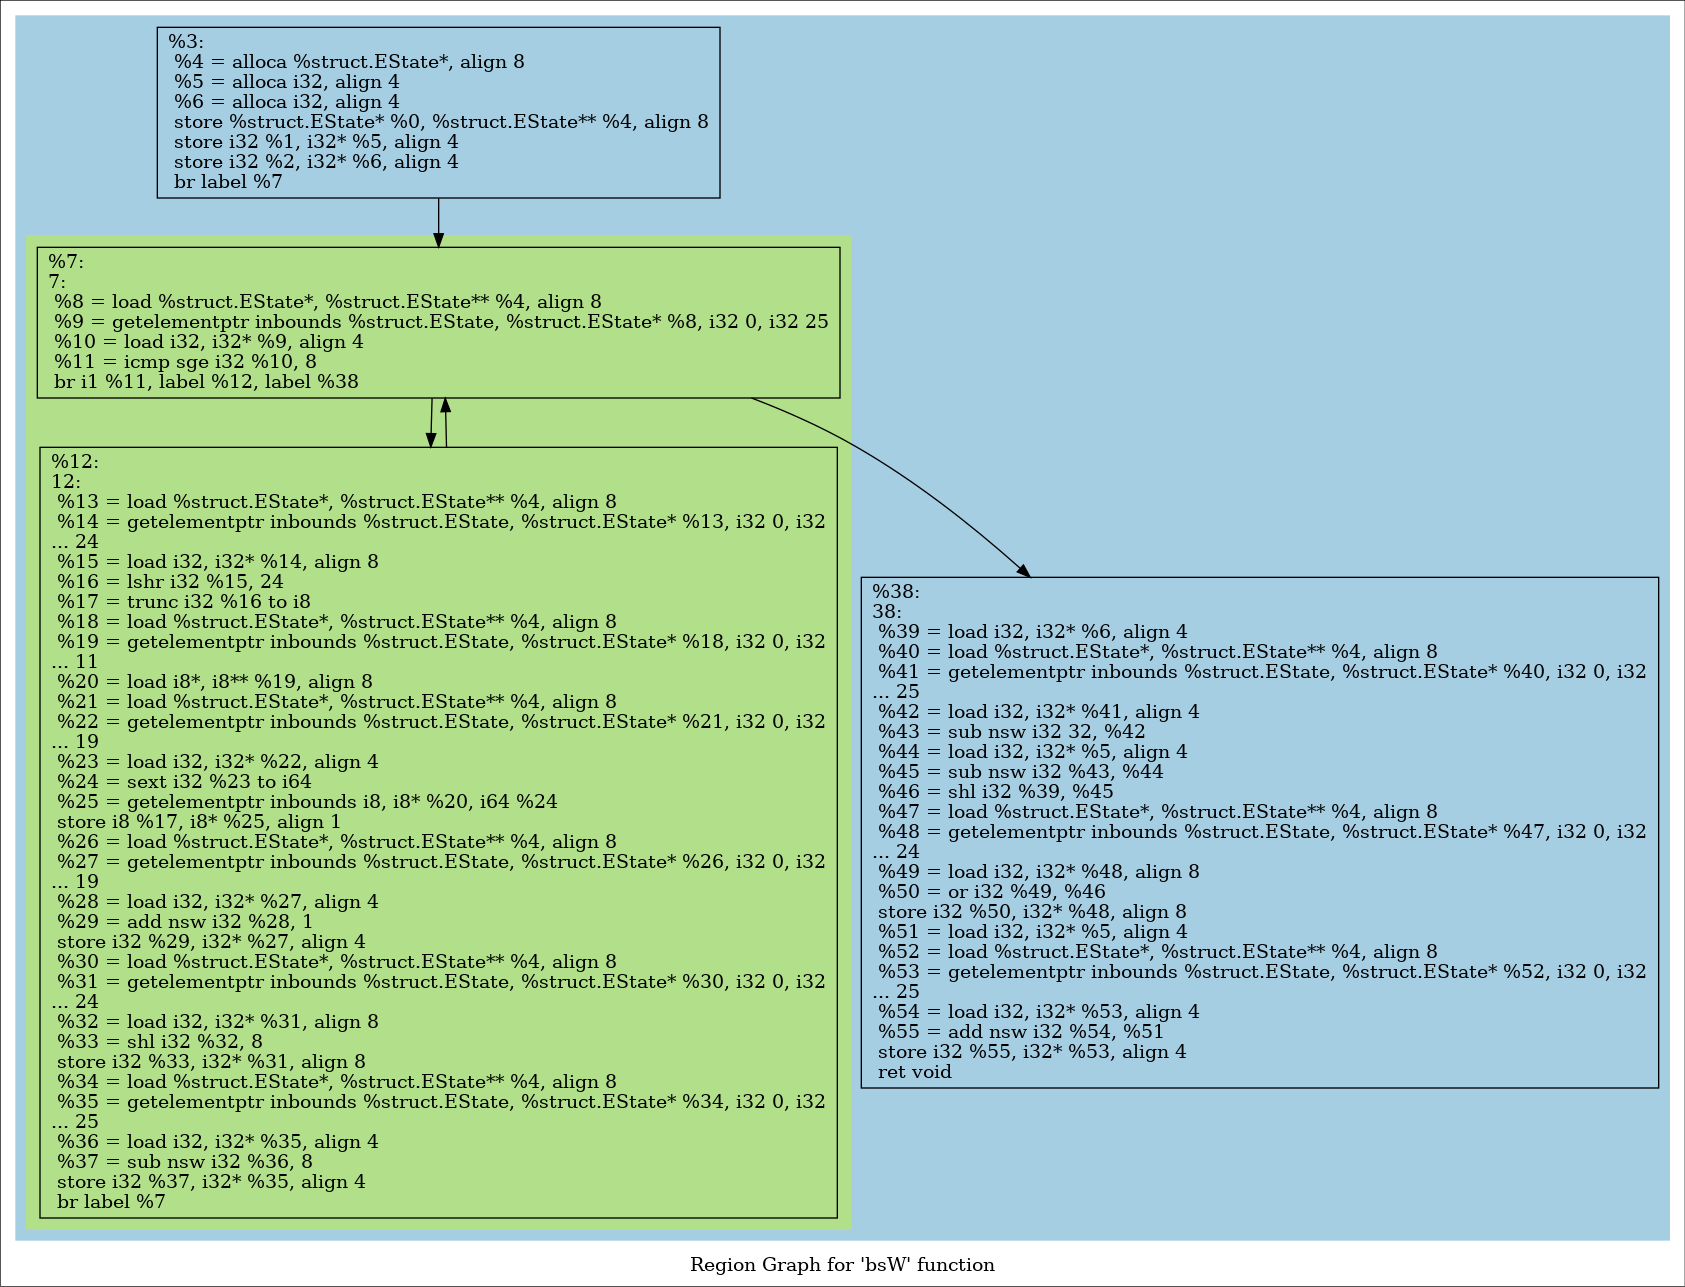 %3:
%4 = alloca %struct.EState*, align 8
%5 = alloca i32, align 4
%6 = alloca i32, align 4
store %struct.EState* %0, %struct.EState** %4, align 8
store i32 %1, i32* %5, align 4
store i32 %2, i32* %6, align 4
br label %7
%7:
7:
%8 = load %struct.EState*, %struct.EState** %4, align 8
%9 = getelementptr inbounds %struct.EState, %struct.EState* %8, i32 0, i32 25
%10 = load i32, i32* %9, align 4
%11 = icmp sge i32 %10, 8
br i1 %11, label %12, label %38
%12:
12:
%13 = load %struct.EState*, %struct.EState** %4, align 8
%14 = getelementptr inbounds %struct.EState, %struct.EState* %13, i32 0, i32
... 24
%15 = load i32, i32* %14, align 8
%16 = lshr i32 %15, 24
%17 = trunc i32 %16 to i8
%18 = load %struct.EState*, %struct.EState** %4, align 8
%19 = getelementptr inbounds %struct.EState, %struct.EState* %18, i32 0, i32
... 11
%20 = load i8*, i8** %19, align 8
%21 = load %struct.EState*, %struct.EState** %4, align 8
%22 = getelementptr inbounds %struct.EState, %struct.EState* %21, i32 0, i32
... 19
%23 = load i32, i32* %22, align 4
%24 = sext i32 %23 to i64
%25 = getelementptr inbounds i8, i8* %20, i64 %24
store i8 %17, i8* %25, align 1
%26 = load %struct.EState*, %struct.EState** %4, align 8
%27 = getelementptr inbounds %struct.EState, %struct.EState* %26, i32 0, i32
... 19
%28 = load i32, i32* %27, align 4
%29 = add nsw i32 %28, 1
store i32 %29, i32* %27, align 4
%30 = load %struct.EState*, %struct.EState** %4, align 8
%31 = getelementptr inbounds %struct.EState, %struct.EState* %30, i32 0, i32
... 24
%32 = load i32, i32* %31, align 8
%33 = shl i32 %32, 8
store i32 %33, i32* %31, align 8
%34 = load %struct.EState*, %struct.EState** %4, align 8
%35 = getelementptr inbounds %struct.EState, %struct.EState* %34, i32 0, i32
... 25
%36 = load i32, i32* %35, align 4
%37 = sub nsw i32 %36, 8
store i32 %37, i32* %35, align 4
br label %7
%38:
38:
%39 = load i32, i32* %6, align 4
%40 = load %struct.EState*, %struct.EState** %4, align 8
%41 = getelementptr inbounds %struct.EState, %struct.EState* %40, i32 0, i32
... 25
%42 = load i32, i32* %41, align 4
%43 = sub nsw i32 32, %42
%44 = load i32, i32* %5, align 4
%45 = sub nsw i32 %43, %44
%46 = shl i32 %39, %45
%47 = load %struct.EState*, %struct.EState** %4, align 8
%48 = getelementptr inbounds %struct.EState, %struct.EState* %47, i32 0, i32
... 24
%49 = load i32, i32* %48, align 8
%50 = or i32 %49, %46
store i32 %50, i32* %48, align 8
%51 = load i32, i32* %5, align 4
%52 = load %struct.EState*, %struct.EState** %4, align 8
%53 = getelementptr inbounds %struct.EState, %struct.EState* %52, i32 0, i32
... 25
%54 = load i32, i32* %53, align 4
%55 = add nsw i32 %54, %51
store i32 %55, i32* %53, align 4
ret void
Region Graph for 'bsW' function